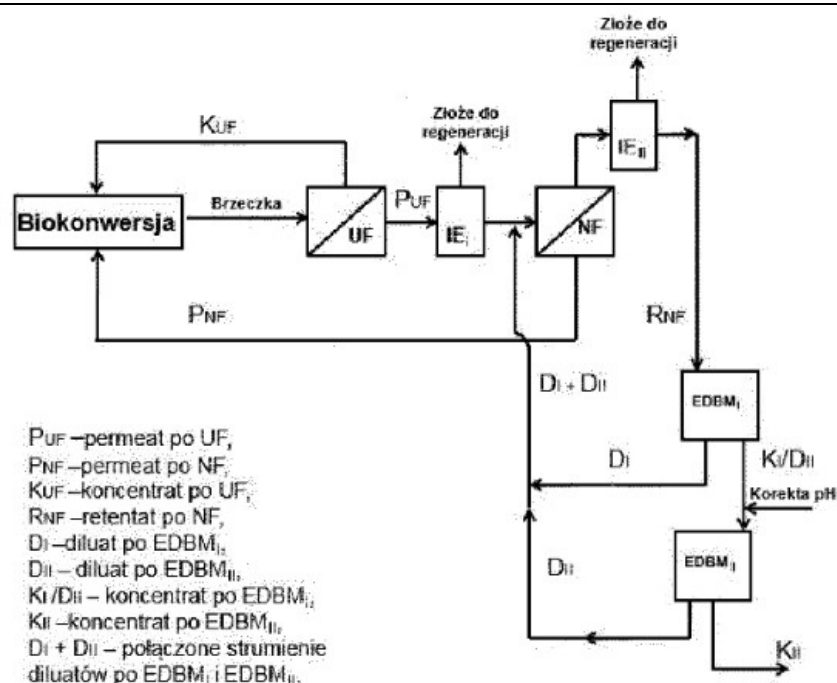 Złoże do
regeneracji
Złoże do
regeneracji
KUF
IEII
Biokonwersja
Brzeczka
PUF
UF
IEI
NF
PNF
RNF
DI + DII
EDBMI
DI
KI/DII
Korekta pH
DII
EDBMII
KII
PUF –permeat po UF,
PNF –permeat po NF,
KUF –koncentrat po UF,
RNF –retentat po NF,
DI –diluat po EDBMI,
DII – diluat po EDBMII,
KI /DII – koncentrat po EDBMI,
KII –koncentrat po EDBMII,
DI + DII – połączone strumienie
diluatów po EDBMI i EDBMII,